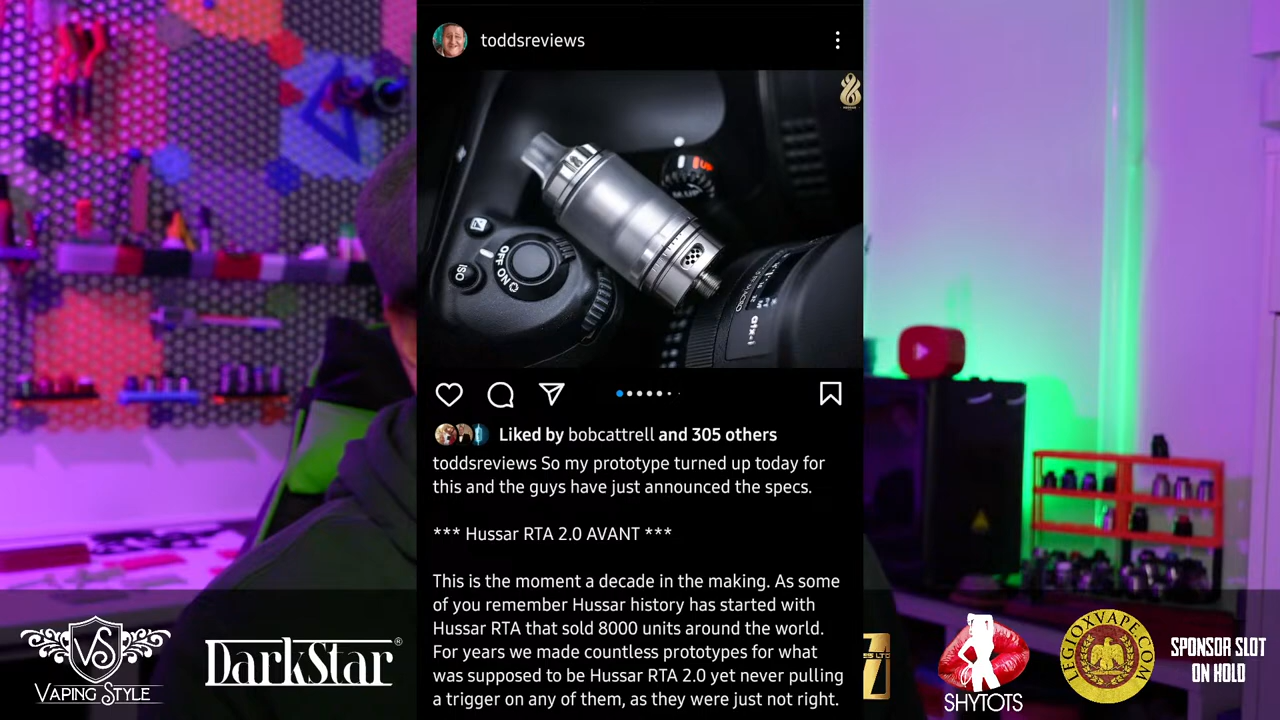 toddsreviews
OFF ON
ISO
Liked by bobcattrell and 305 others
toddsreviews So my prototype turned up today for
this and the guys have just announced the specs.
*** Hussar RTA 2.0 AVANT ***
This is the moment a decade in the making. As some
of you remember Hussar history has started with
Hussar RTA that sold 8000 units around the world.
For years we made countless prototypes for what
was supposed to be Hussar RTA 2.0 yet never pulling
a trigger on any of them, as they were just not right.
VS
VAPING STYLE
DarkStar®
SHYTOTS
LEGIOXVAPE.COM
SPONSOR SLOT
ON HOLD